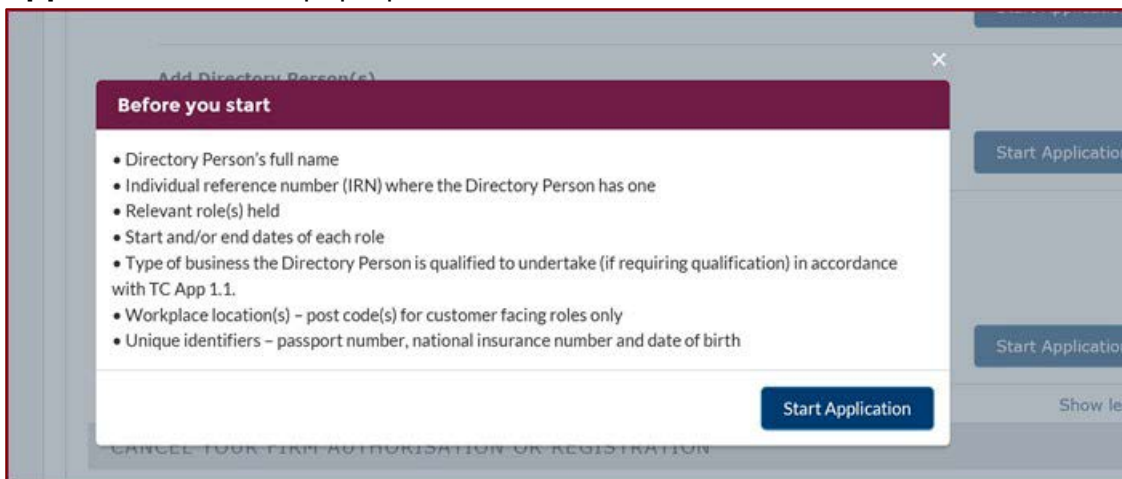 Add Directory Person(s)
×
Before you start
• Directory Person's full name
• Individual reference number (IRN) where the Directory Person has one
• Relevant role(s) held
• Start and/or end dates of each role
• Type of business the Directory Person is qualified to undertake (if requiring qualification) in accordance
with TC App 1.1.
• Workplace location(s) – post code(s) for customer facing roles only
• Unique identifiers – passport number, national insurance number and date of birth
Start Application
Start Applicatio
Start Applicatio
Show le
CANCEL YOUR FIRM AUTHORISATION OR REGISTRATION